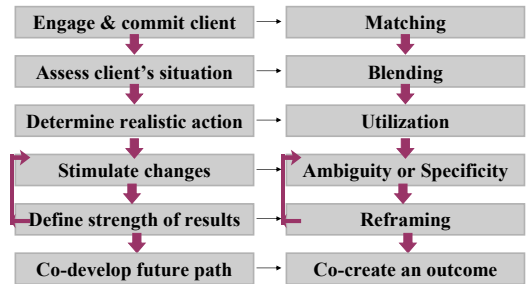 Engage & commit client
Matching
Assess client's situation
Blending
Determine realistic action
Utilization
Stimulate changes
Ambiguity or Specificity
Define strength of results
Reframing
Co-develop future path
Co-create an outcome